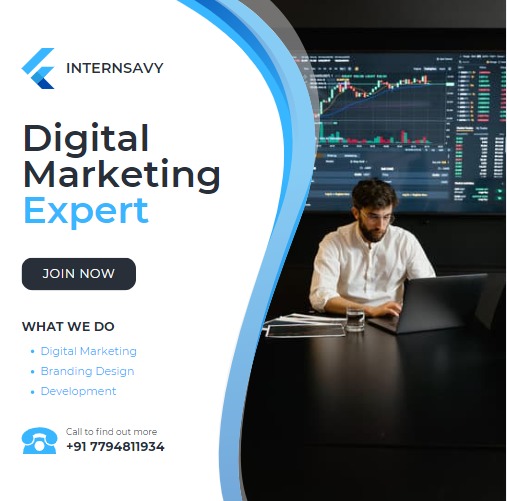 INTERNSAVY
Digital
Marketing
Expert
JOIN NOW
WHAT WE DO
Digital Marketing
Branding Design
Development
Call to find out more
+91 7794811934